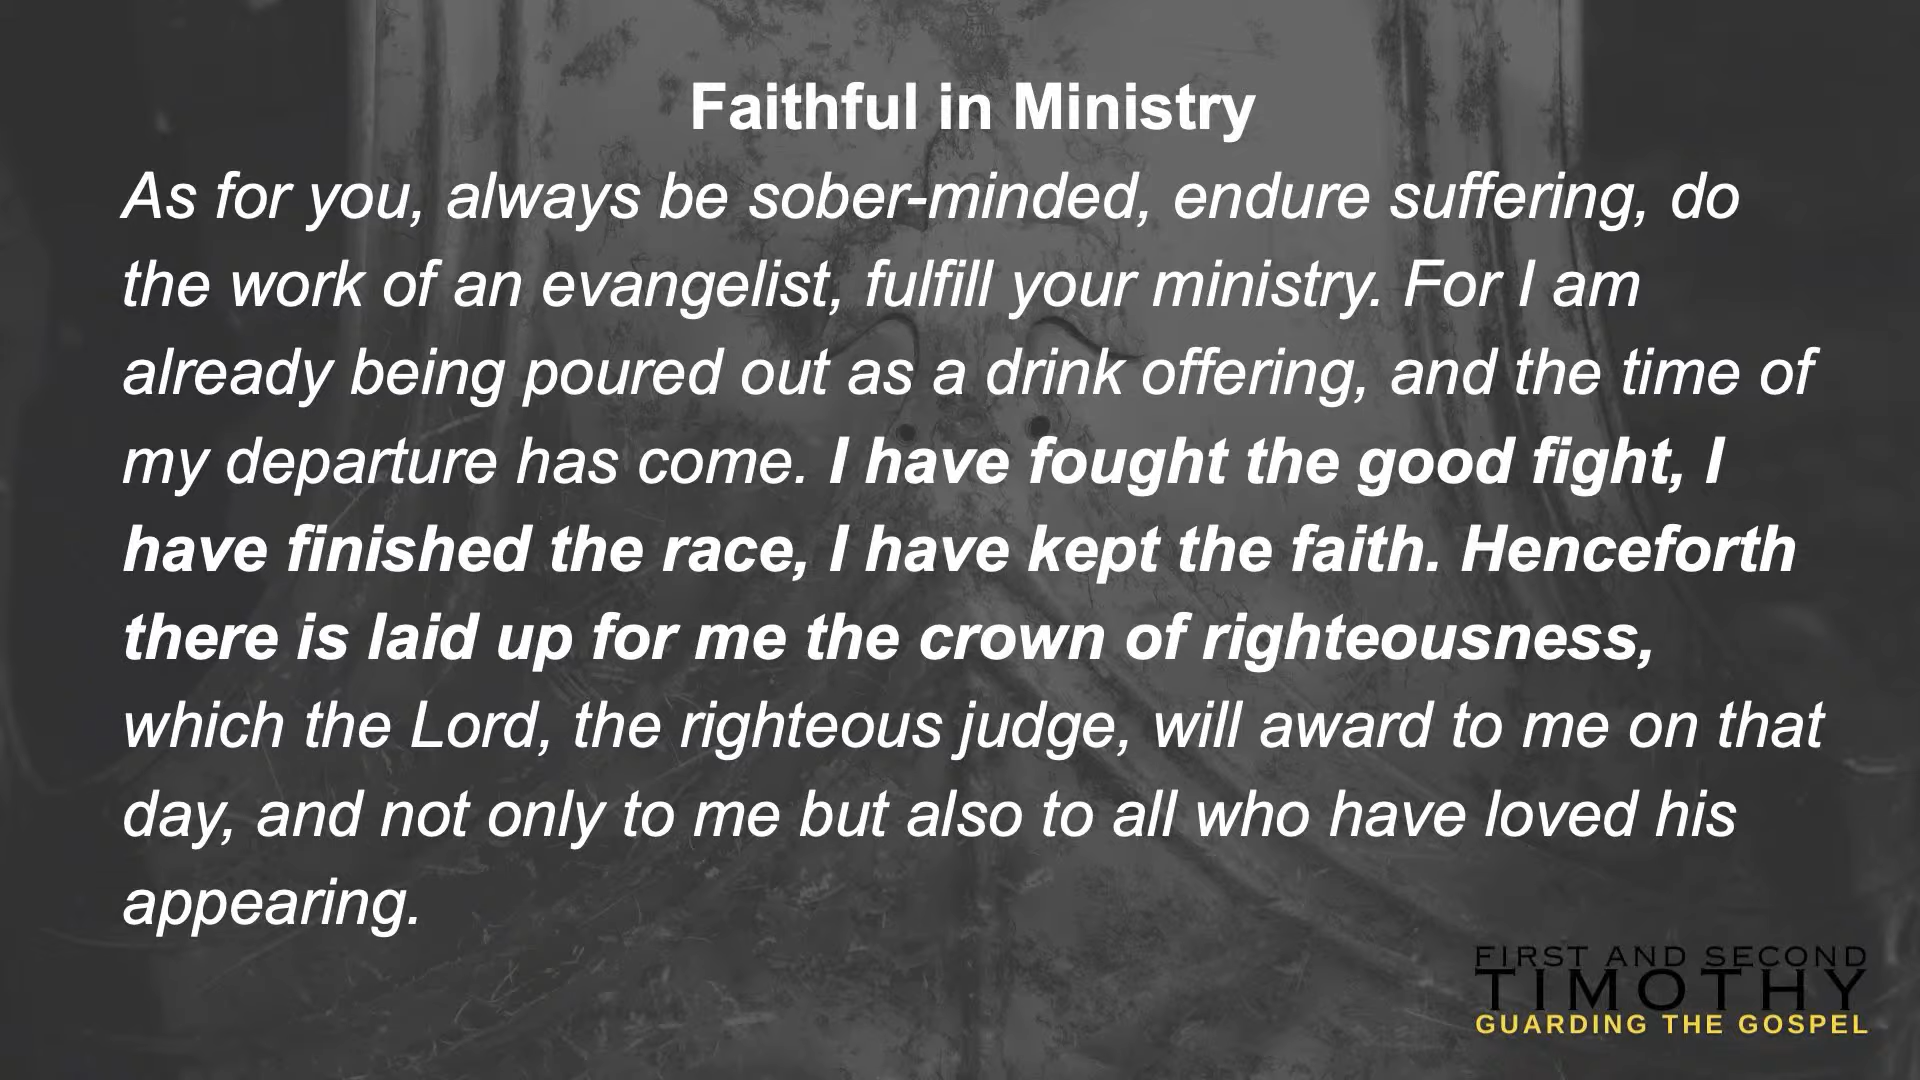 Faithful in Ministry
As for you, always be sober-minded, endure suffering, do
the work of an evangelist, fulfill your ministry. For I am
already being poured out as a drink offering, and the time of
my departure has come. I have fought the good fight, I
have finished the race, I have kept the faith. Henceforth
there is laid up for me the crown of righteousness,
which the Lord, the righteous judge, will award to me on that
day, and not only to me but also to all who have loved his
appearing.
FIRST AND SECOND
TIMOTHY
GUARDING THE GOSPEL